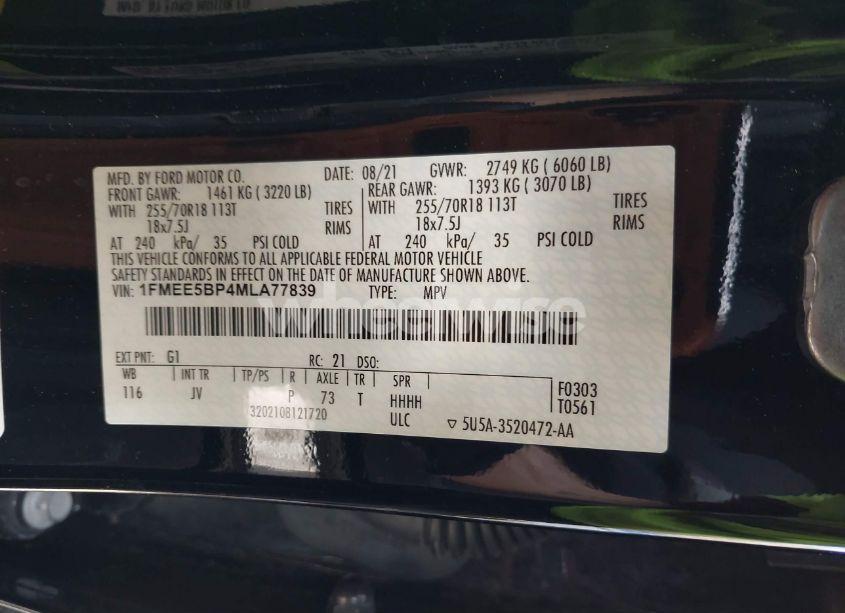 MFD. BY FORD MOTOR CO. DATE: 08/21 GVWR: 2749 KG ( 6060 LB)
FRONT GAWR: 1461 KG ( 3220 LB) REAR GAWR: 1393 KG ( 3070 LB)
WITH 255/70R18 113T TIRES WITH 255/70R18 113T TIRES
18x7.5J RIMS 18x7.5J RIMS
AT 240 kPa/ 35 PSI COLD AT 240 kPa/ 35 PSI COLD
THIS VEHICLE CONFORMS TO ALL APPLICABLE FEDERAL MOTOR VEHICLE
SAFETY STANDARDS IN EFFECT ON THE DATE OF MANUFACTURE SHOWN ABOVE.
VIN: 1FMEE5BP4MLA77839 TYPE: MPV
EXT PNT: G1 RC: 21 DSO:
WB INT TR TP/PS R AXLE TR SPR
116 JV P 73 T HHHH F0303
3202108121720 ULC T0561
▽ 5U5A-3520472-AA